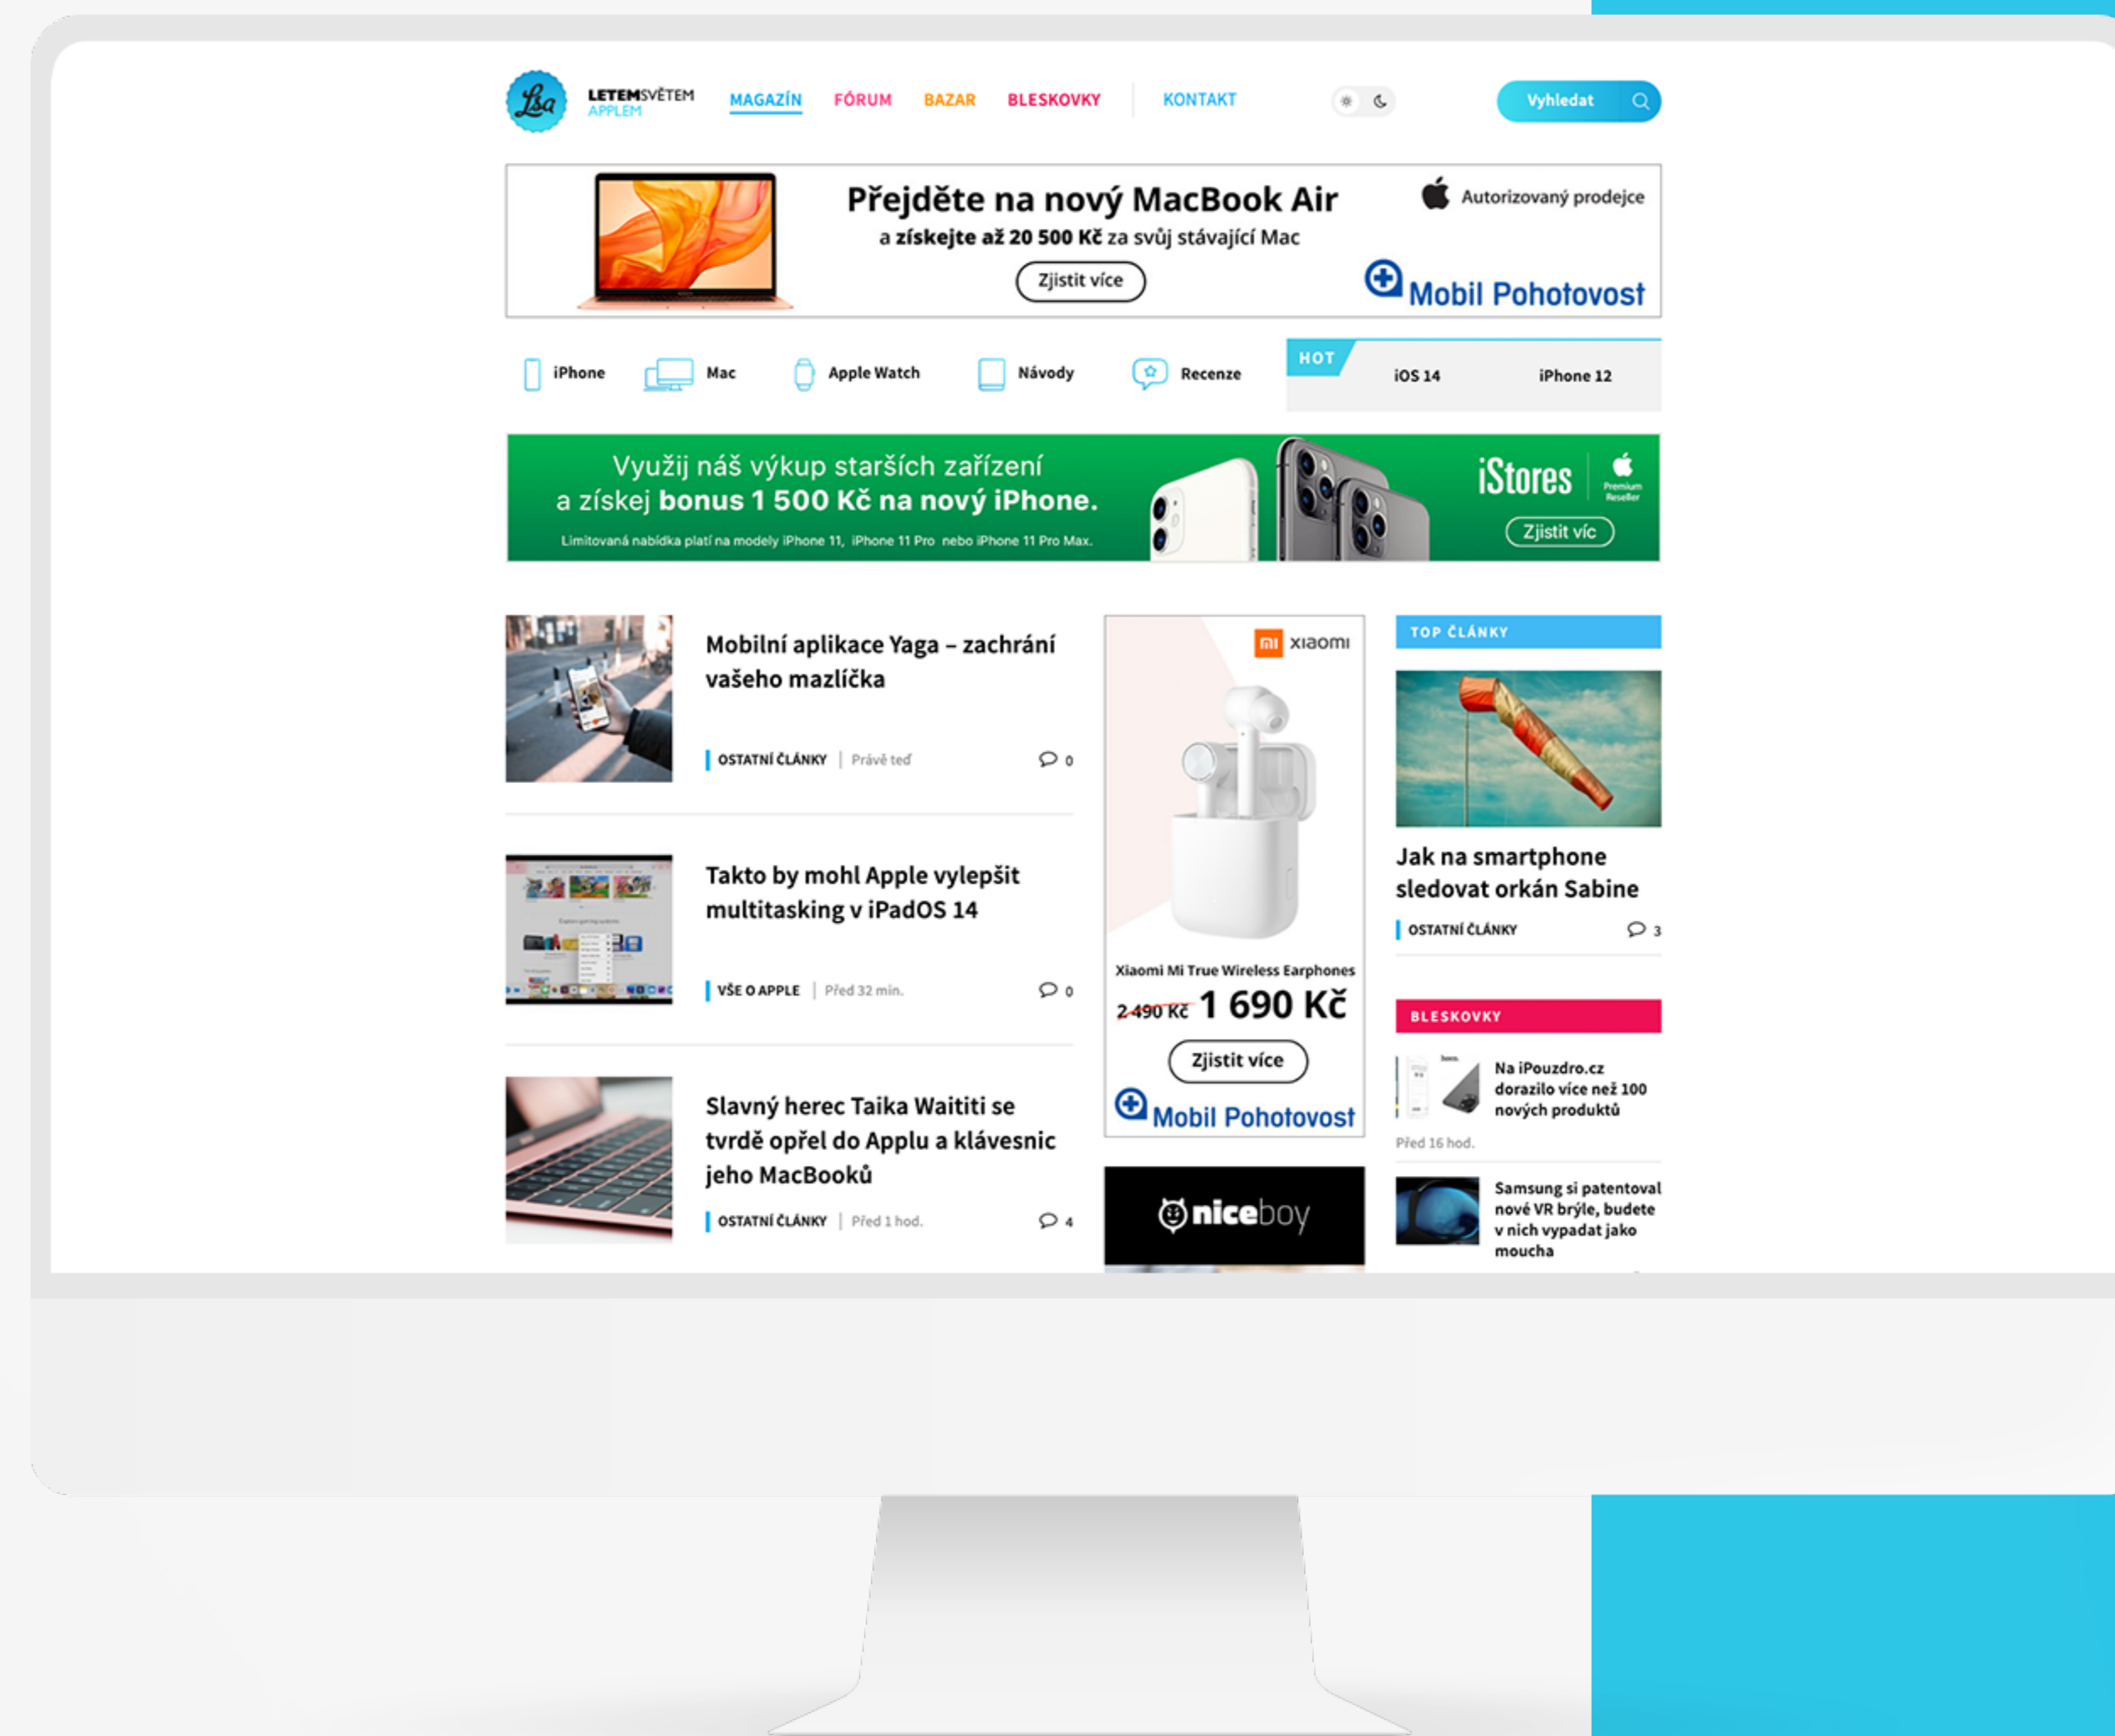 Lsa
LETEMSVĚTEM
APPLEM
MAGAZÍN
FÓRUM
BAZAR
BLESKOVKY
KONTAKT
Vyhledat
Přejděte na nový MacBook Air
a získejte až 20 500 Kč za svůj stávající Mac
Zjistit více
Autorizovaný prodejce
Mobil Pohotovost
iPhone
Mac
Apple Watch
Návody
Recenze
HOT
iOS 14
iPhone 12
Využij náš výkup starších zařízení
a získej bonus 1 500 Kč na nový iPhone.
Limitovaná nabídka platí na modely iPhone 11, iPhone 11 Pro nebo iPhone 11 Pro Max.
iStores
Premium
Reseller
Zjistit víc
Mobilní aplikace Yaga – zachrání
vašeho mazlíčka
OSTATNÍ ČLÁNKY | Právě teď 0
Takto by mohl Apple vylepšit
multitasking v iPadOS 14
VŠE O APPLE | Před 32 min. 0
Slavný herec Taika Waititi se
tvrdě opřel do Applu a klávesnic
jeho MacBooků
OSTATNÍ ČLÁNKY | Před 1 hod. 4
xiaomi
Xiaomi Mi True Wireless Earphones
2 490 Kč 1 690 Kč
Zjistit více
Mobil Pohotovost
niceboy
TOP ČLÁNKY
Jak na smartphone
sledovat orkán Sabine
OSTATNÍ ČLÁNKY 3
BLESKOVKY
Na iPouzdro.cz
dorazilo více než 100
nových produktů
Před 16 hod.
Samsung si patentoval
nové VR brýle, budete
v nich vypadat jako
moucha